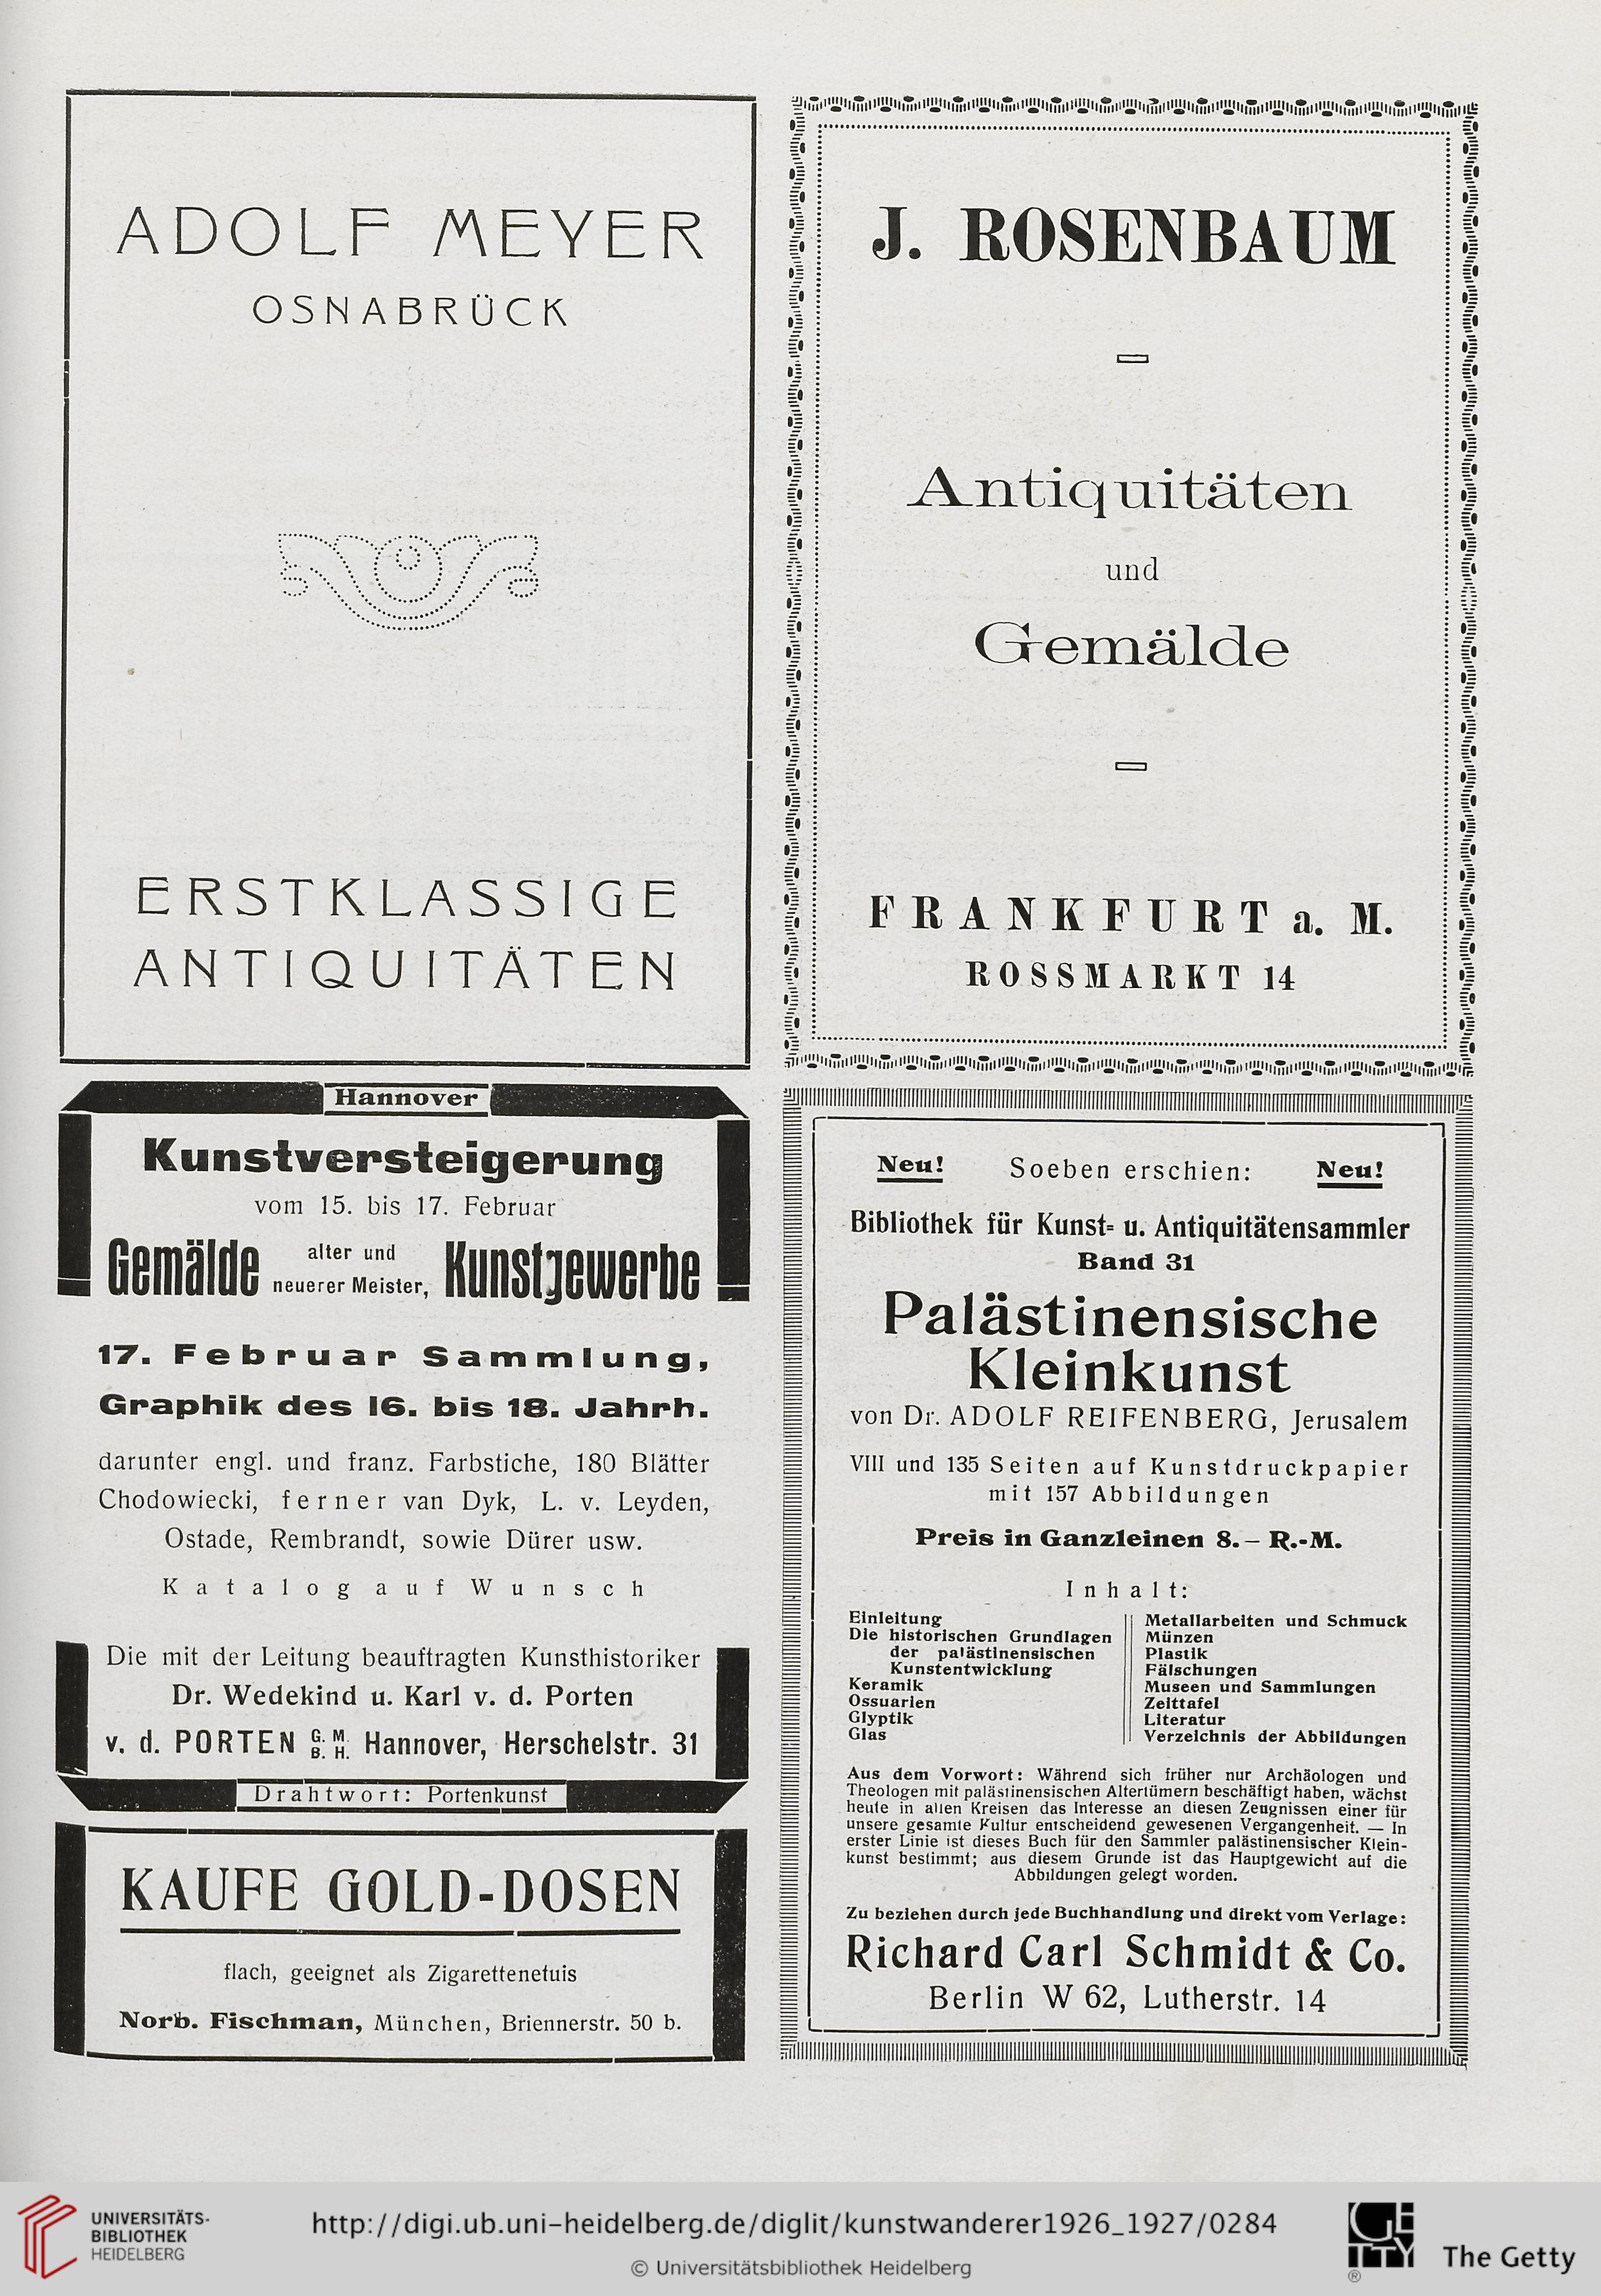 ADOLF MEYER
OSNABRÜCK
ERSTKLASSIGE
ANTIQUITÄTEN
J. ROSENBAUM
Antiquitäten
und
Gemälde
FRANKFURT a. M.
ROSSMARKT 14
Hannover
Kunstversteigerung
vom 15. bis 17. Februar
Gemälde alter und neuerer Meister, Kunstgewerbe
17. Februar Sammlung,
Graphik des 16. bis 18. Jahrh.
darunter engl. und franz. Farbstiche, 180 Blätter
Chodowiecki, ferner van Dyk, L. v. Leyden,
Ostade, Rembrandt, sowie Dürer usw.
Katalog auf Wunsch
Die mit der Leitung beauftragten Kunsthistoriker
Dr. Wedekind u. Karl v. d. Porten
v. d. PORTEN G. M. B. H. Hannover, Herschelstr. 31
Drahtwort: Portenkunst
KAUFE GOLD-DOSEN
flach, geeignet als Zigarettenetuis
Norb. Fischman, München, Briennerstr. 50 b.
Neu! Soeben erschien: Neu!
Bibliothek für Kunst- u. Antiquitätensammler
Band 31
Palästinensische
Kleinkunst
von Dr. ADOLF REIFENBERG, Jerusalem
VIII und 135 Seiten auf Kunstdruckpapier
mit 157 Abbildungen
Preis in Ganzleinen 8.– R.-M.
Inhalt:
Einleitung
Die historischen Grundlagen
der palästinensischen
Kunstentwicklung
Keramik
Ossuarien
Glyptik
Glas
Metallarbeiten und Schmuck
Münzen
Plastik
Fälschungen
Museen und Sammlungen
Zeittafel
Literatur
Verzeichnis der Abbildungen
Aus dem Vorwort: Während sich früher nur Archäologen und
Theologen mit palästinensischen Altertümern beschäftigt haben, wächst
heute in allen Kreisen das Interesse an diesen Zeugnissen einer für
unsere gesamte Kultur entscheidend gewesenen Vergangenheit. — In
erster Linie ist dieses Buch für den Sammler palästinensischer Klein-
kunst bestimmt; aus diesem Grunde ist das Hauptgewicht auf die
Abbildungen gelegt worden.
Zu beziehen durch jede Buchhandlung und direkt vom Verlage:
Richard Carl Schmidt & Co.
Berlin W 62, Lutherstr. 14
UNIVERSITÄTS-
BIBLIOTHEK
HEIDELBERG
http://digi.ub.uni-heidelberg.de/diglit/kunstwanderer1926_1927/0284
© Universitätsbibliothek Heidelberg
GETTY
®
The Getty